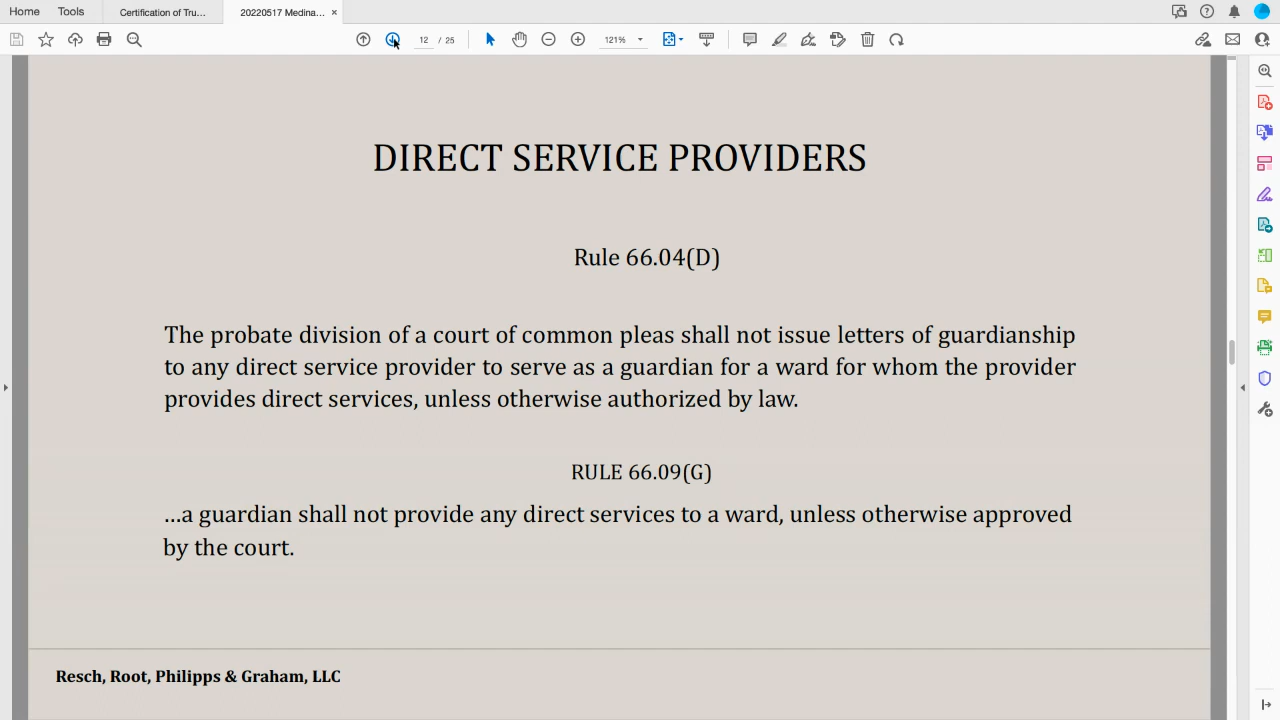 Home Tools Certification of Tru... 20220517 Medina... ×
12 / 25 121%
DIRECT SERVICE PROVIDERS
Rule 66.04(D)
The probate division of a court of common pleas shall not issue letters of guardianship
to any direct service provider to serve as a guardian for a ward for whom the provider
provides direct services, unless otherwise authorized by law.
RULE 66.09(G)
...a guardian shall not provide any direct services to a ward, unless otherwise approved
by the court.
Resch, Root, Philipps & Graham, LLC